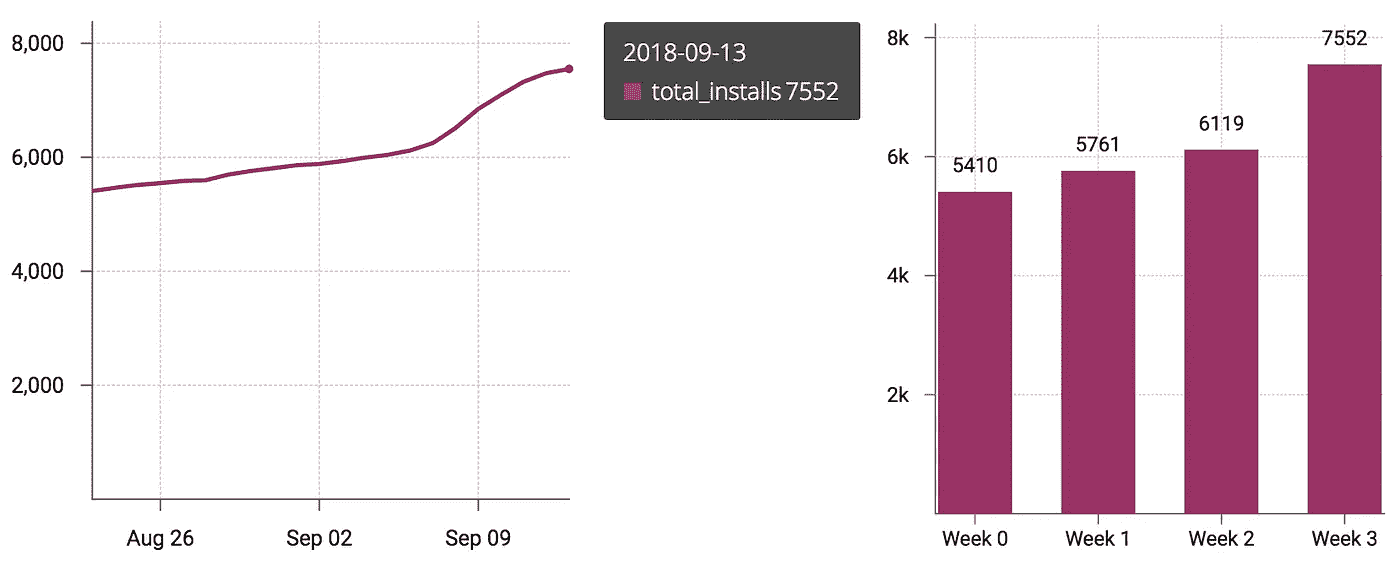 8,000
6,000
4,000
2,000
Aug 26
Sep 02
Sep 09
2018-09-13
total_installs 7552
8k
6k
4k
2k
5410
5761
6119
7552
Week 0
Week 1
Week 2
Week 3